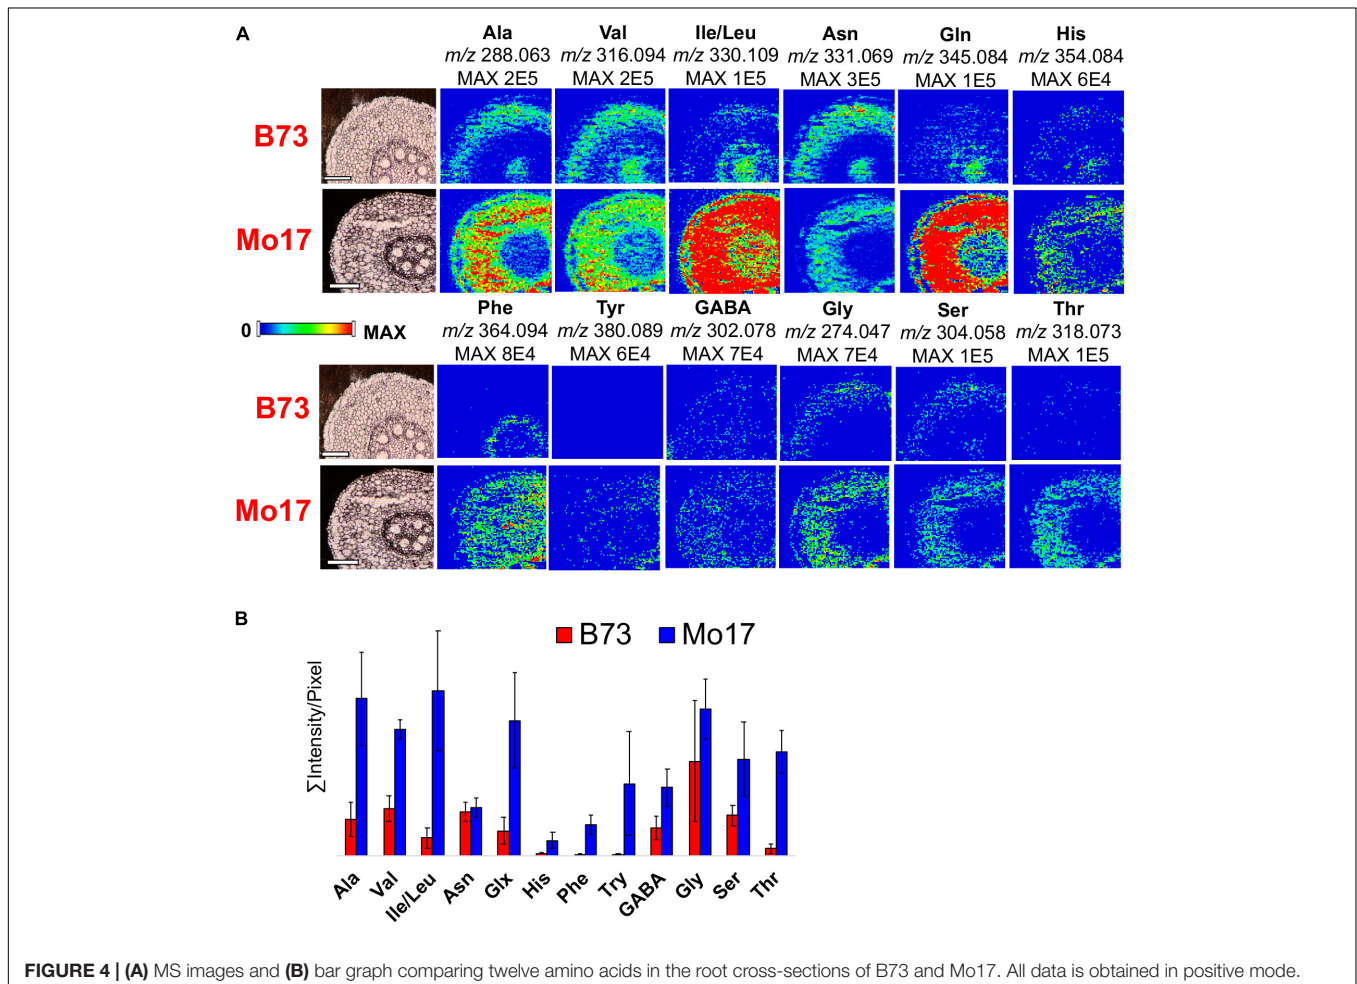 A
Ala Val Ile/Leu Asn Gln His
m/z 288.063 m/z 316.094 m/z 330.109 m/z 331.069 m/z 345.084 m/z 354.084
MAX 2E5 MAX 2E5 MAX 1E5 MAX 3E5 MAX 1E5 MAX 6E4
B73
Mo17
Phe Tyr GABA Gly Ser Thr
m/z 364.094 m/z 380.089 m/z 302.078 m/z 274.047 m/z 304.058 m/z 318.073
0 MAX
MAX 8E4 MAX 6E4 MAX 7E4 MAX 7E4 MAX 1E5 MAX 1E5
B73
Mo17
B
B73 Mo17
∑Intensity/Pixel
Ala Val Ile/Leu Asn Glx His Phe Try GABA Gly Ser Thr
FIGURE 4 | (A) MS images and (B) bar graph comparing twelve amino acids in the root cross-sections of B73 and Mo17. All data is obtained in positive mode.